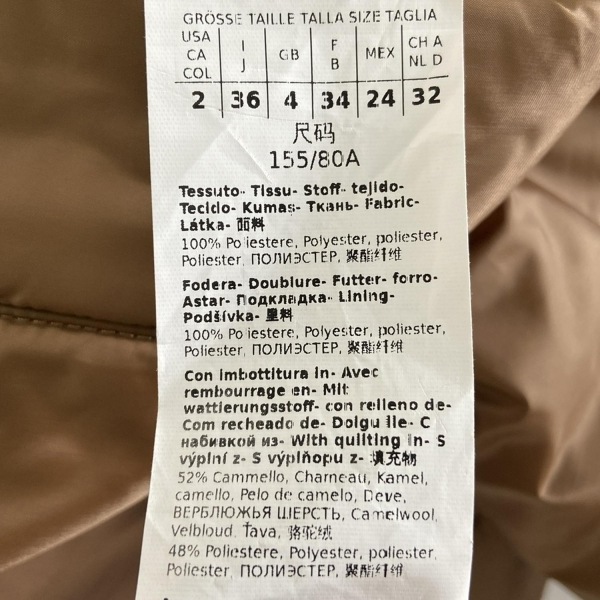 GRÖSSE TAILLE TALLA SIZE TAGLIA
USA CA COL | I J | GB | F B | MEX | CH A NL D
2 | 36 | 4 | 34 | 24 | 32
尺码
155/80A
Tessuto- Tissu- Stoff- tejido-
Tecido- Kumas- Ткань- Fabric-
Látka- 面料
100% Poliestere, Polyester, poliester,
Poliester, ПОЛИЭСТЕР, 聚酯纤维
Fodera- Doublure- Futter- forro-
Astar- Подкладка- Lining-
Podšívka- 里料
100% Poliestere, Polyester, poliester,
Poliester, ПОЛИЭСТЕР, 聚酯纤维
Con imbottitura in- Avec
rembourrage en- Mit
wattierungsstoff- con relleno de-
Com recheado de- Dolgu ile- С
набивкой из- With quilting in- S
výplní z- S výplňopu z- 填充物
52% Cammello, Charneau, Kamel,
camello, Pelo de camelo, Deve,
ВЕРБЛЮЖЬЯ ШЕРСТЬ, Camelwool,
Velbloud, Ťava, 骆驼绒
48% Poliestere, Polyester, poliester,
Poliester, ПОЛИЭСТЕР, 聚酯纤维